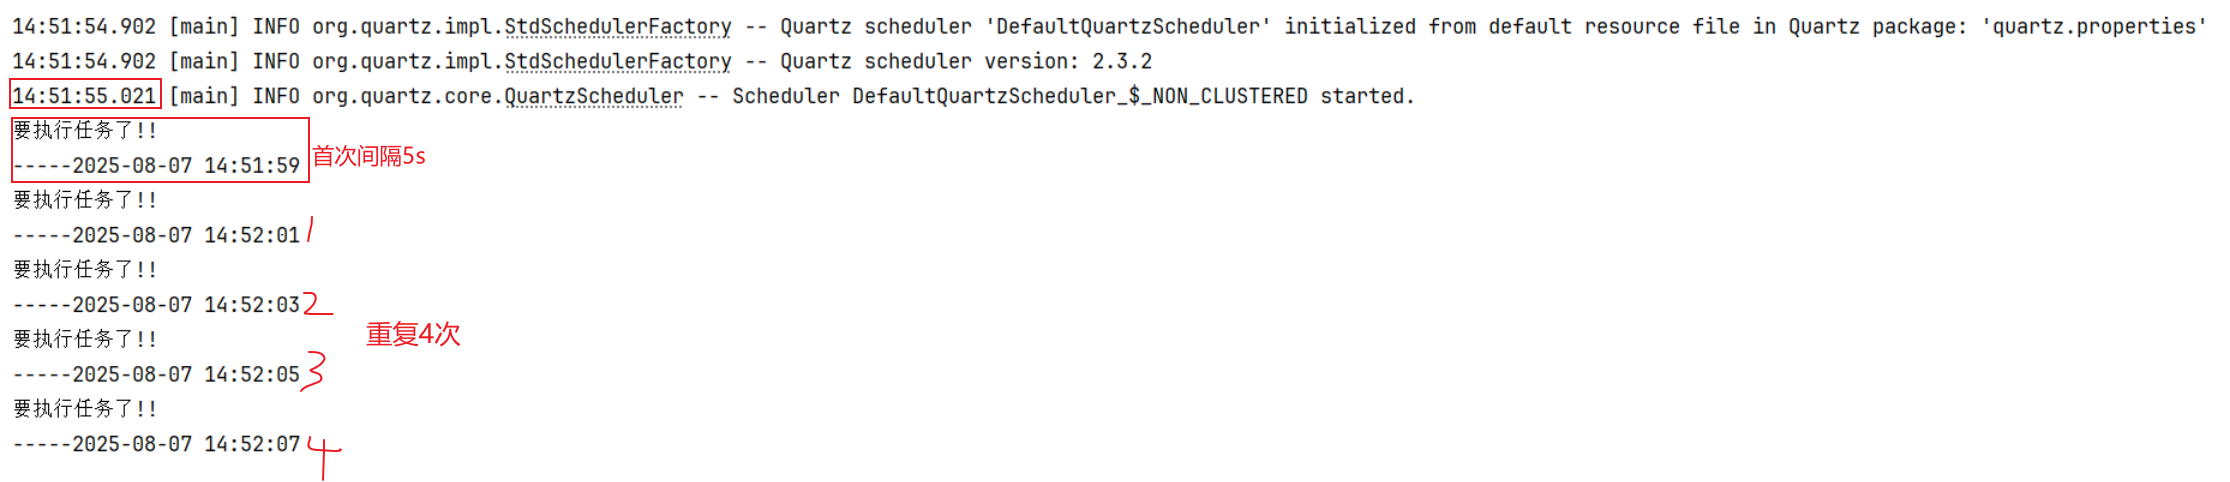 14:51:54.902 [main] INFO org.quartz.impl.StdSchedulerFactory -- Quartz scheduler 'DefaultQuartzScheduler' initialized from default resource file in Quartz package: 'quartz.properties'
14:51:54.902 [main] INFO org.quartz.impl.StdSchedulerFactory -- Quartz scheduler version: 2.3.2
14:51:55.021 [main] INFO org.quartz.core.QuartzScheduler -- Scheduler DefaultQuartzScheduler_$_NON_CLUSTERED started.
要执行任务了!!
-----2025-08-07 14:51:59
首次间隔5s
要执行任务了!!
-----2025-08-07 14:52:01 1
要执行任务了!!
-----2025-08-07 14:52:03 2
重复4次
要执行任务了!!
-----2025-08-07 14:52:05 3
要执行任务了!!
-----2025-08-07 14:52:07 4